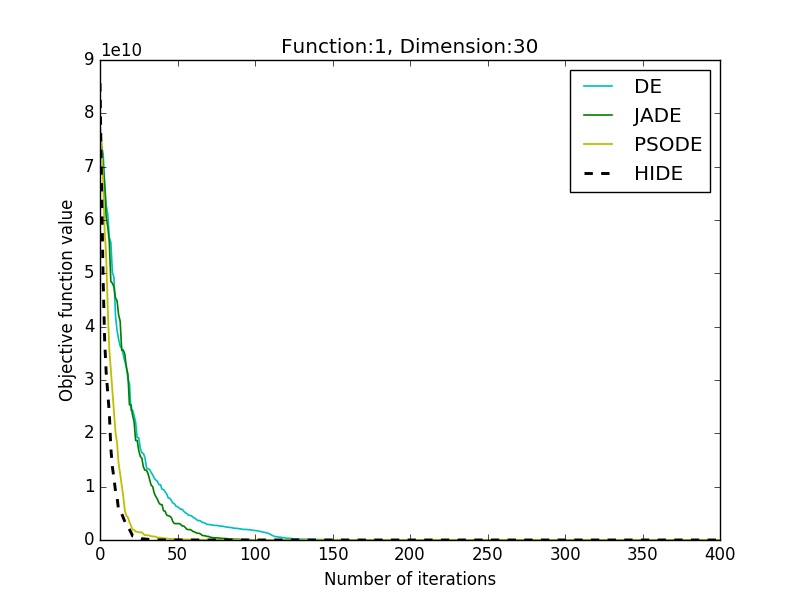 Function:1, Dimension:30
1e10
9
8
7
6
5
4
3
2
1
0
Objective function value
DE
JADE
PSODE
HIDE
0 50 100 150 200 250 300 350 400
Number of iterations